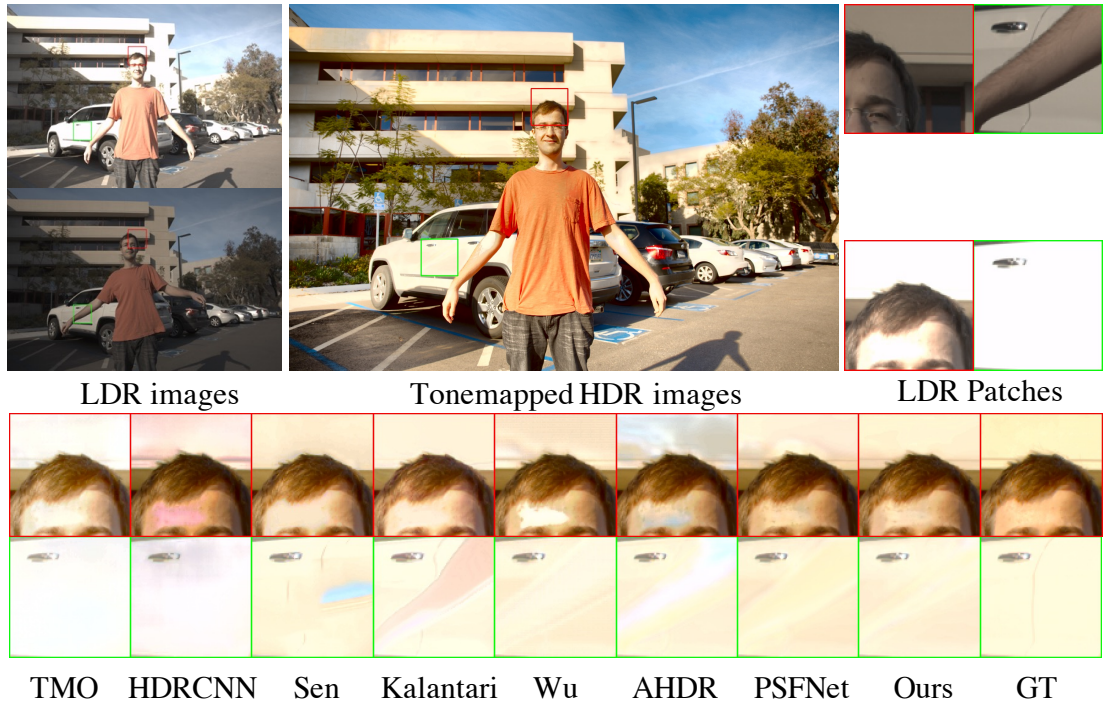 LDR images
Tonemapped HDR images
LDR Patches
TMO HDRCNN Sen Kalantari Wu AHDR PSFNet Ours GT